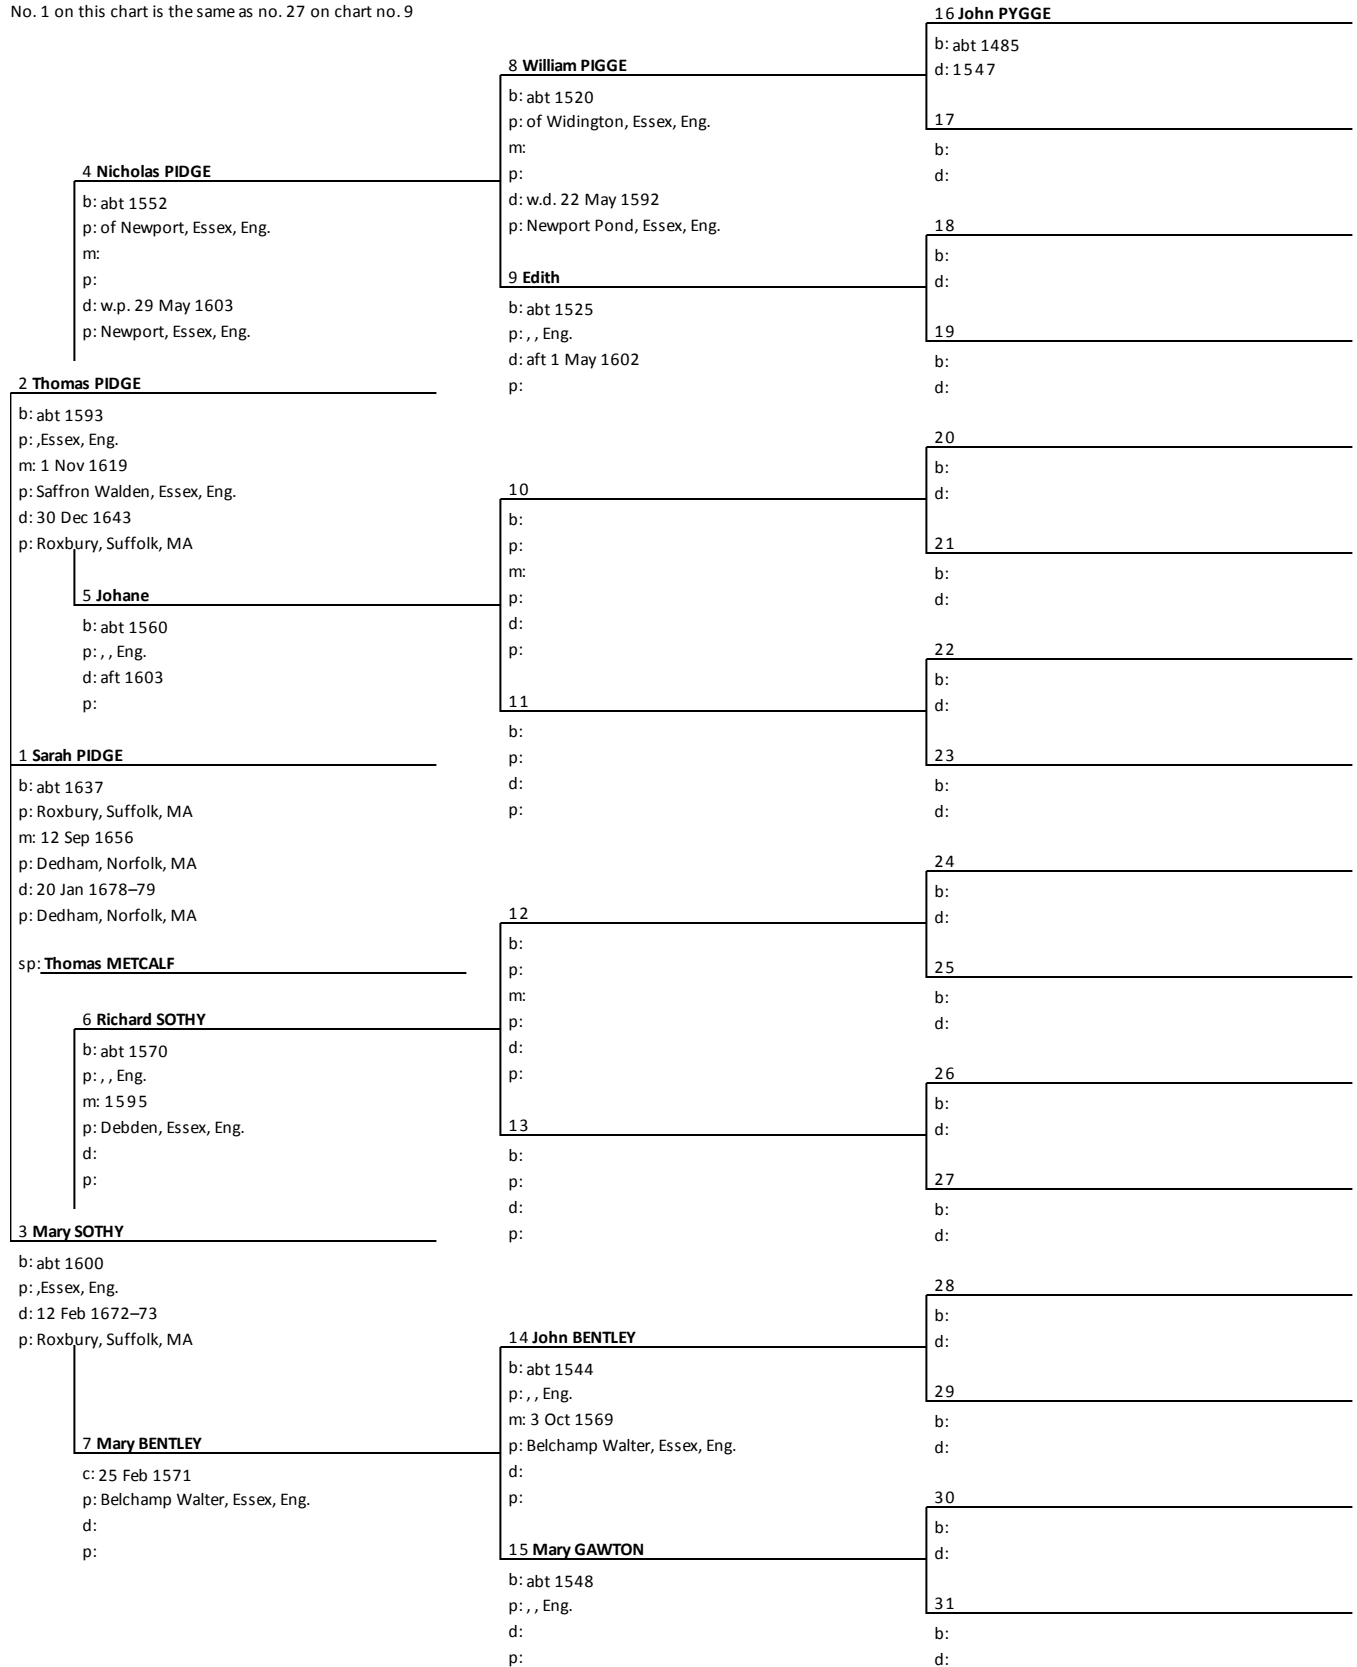 No. 1 on this chart is the same as no. 27 on chart no. 9
16 John PYGGE
b: abt 1485
d: 1547
8 William PIGGE
b: abt 1520
p: of Widington, Essex, Eng.
m:
p:
d: w.d. 22 May 1592
p: Newport Pond, Essex, Eng.
17
b:
d:
4 Nicholas PIDGE
b: abt 1552
p: of Newport, Essex, Eng.
m:
p:
d: w.p. 29 May 1603
p: Newport, Essex, Eng.
18
b:
d:
9 Edith
b: abt 1525
p: , , Eng.
d: aft 1 May 1602
p:
19
b:
d:
2 Thomas PIDGE
b: abt 1593
p: ,Essex, Eng.
m: 1 Nov 1619
p: Saffron Walden, Essex, Eng.
d: 30 Dec 1643
p: Roxbury, Suffolk, MA
20
b:
d:
10
b:
p:
m:
p:
d:
p:
21
b:
d:
5 Johane
b: abt 1560
p: , , Eng.
d: aft 1603
p:
22
b:
d:
11
b:
p:
d:
p:
23
b:
d:
1 Sarah PIDGE
b: abt 1637
p: Roxbury, Suffolk, MA
m: 12 Sep 1656
p: Dedham, Norfolk, MA
d: 20 Jan 1678–79
p: Dedham, Norfolk, MA
sp: Thomas METCALF
24
b:
d:
12
b:
p:
m:
p:
d:
p:
25
b:
d:
6 Richard SOTHY
b: abt 1570
p: , , Eng.
m: 1595
p: Debden, Essex, Eng.
d:
p:
26
b:
d:
13
b:
p:
d:
p:
27
b:
d:
3 Mary SOTHY
b: abt 1600
p: ,Essex, Eng.
d: 12 Feb 1672–73
p: Roxbury, Suffolk, MA
28
b:
d:
14 John BENTLEY
b: abt 1544
p: , , Eng.
m: 3 Oct 1569
p: Belchamp Walter, Essex, Eng.
d:
p:
29
b:
d:
7 Mary BENTLEY
c: 25 Feb 1571
p: Belchamp Walter, Essex, Eng.
d:
p:
30
b:
d:
15 Mary GAWTON
b: abt 1548
p: , , Eng.
d:
p:
31
b:
d: